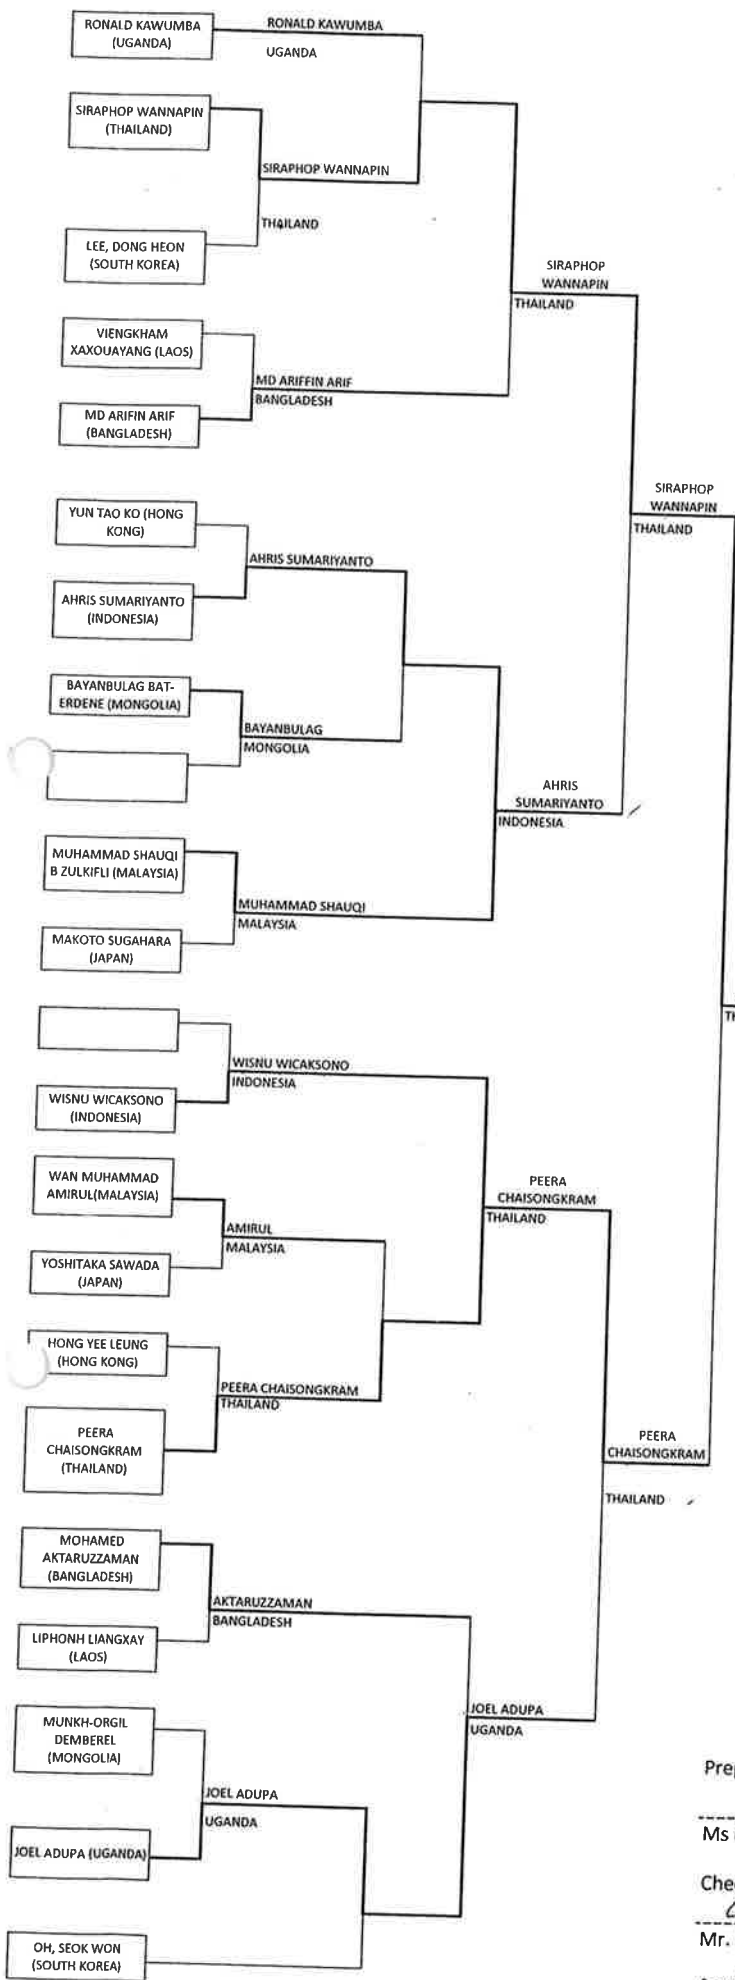 RONALD KAWUMBA
(UGANDA)
RONALD KAWUMBA
UGANDA
SIRAPHOP WANNAPIN
(THAILAND)
SIRAPHOP WANNAPIN
THAILAND
LEE, DONG HEON
(SOUTH KOREA)
SIRAPHOP
WANNAPIN
THAILAND
VIENGKHAM
XAXOUAYANG (LAOS)
MD ARIFFIN ARIF
BANGLADESH
MD ARIFIN ARIF
(BANGLADESH)
SIRAPHOP
WANNAPIN
THAILAND
YUN TAO KO (HONG
KONG)
AHRIS SUMARIYANTO
AHRIS SUMARIYANTO
(INDONESIA)
BAYANBULAG BAT-
ERDENE (MONGOLIA)
BAYANBULAG
MONGOLIA
AHRIS
SUMARIYANTO
INDONESIA
MUHAMMAD SHAUQI
B ZULKIFLI (MALAYSIA)
MUHAMMAD SHAUQI
MALAYSIA
MAKOTO SUGAHARA
(JAPAN)
TH
WISNU WICAKSONO
INDONESIA
WISNU WICAKSONO
(INDONESIA)
WAN MUHAMMAD
AMIRUL(MALAYSIA)
PEERA
CHAISONGKRAM
THAILAND
AMIRUL
MALAYSIA
YOSHITAKA SAWADA
(JAPAN)
HONG YEE LEUNG
(HONG KONG)
PEERA CHAISONGKRAM
THAILAND
PEERA
CHAISONGKRAM
(THAILAND)
PEERA
CHAISONGKRAM
THAILAND
MOHAMED
AKTARUZZAMAN
(BANGLADESH)
AKTARUZZAMAN
BANGLADESH
LIPHONH LIANGXAY
(LAOS)
JOEL ADUPA
UGANDA
MUNKH-ORGIL
DEMBEREL
(MONGOLIA)
JOEL ADUPA
UGANDA
JOEL ADUPA (UGANDA)
OH, SEOK WON
(SOUTH KOREA)
Prep
Ms
Chec
Mr.